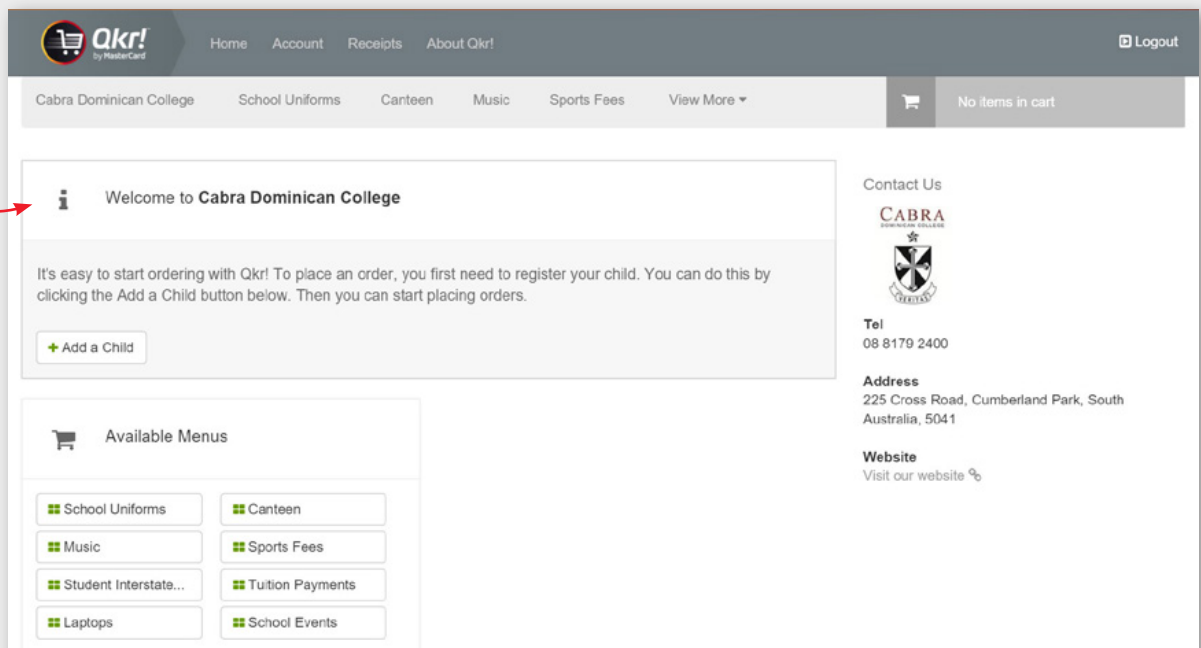 Qkr!
by MasterCard
Home Account Receipts About Qkr!
Logout
Cabra Dominican College School Uniforms Canteen Music Sports Fees View More
No items in cart
Welcome to Cabra Dominican College
It's easy to start ordering with Qkr! To place an order, you first need to register your child. You can do this by
clicking the Add a Child button below. Then you can start placing orders.
+ Add a Child
Available Menus
School Uniforms Canteen
Music Sports Fees
Student Interstate... Tuition Payments
Laptops School Events
Contact Us
CABRA
DOMINICAN COLLEGE
VERITAS
Tel
08 8179 2400
Address
225 Cross Road, Cumberland Park, South
Australia, 5041
Website
Visit our website